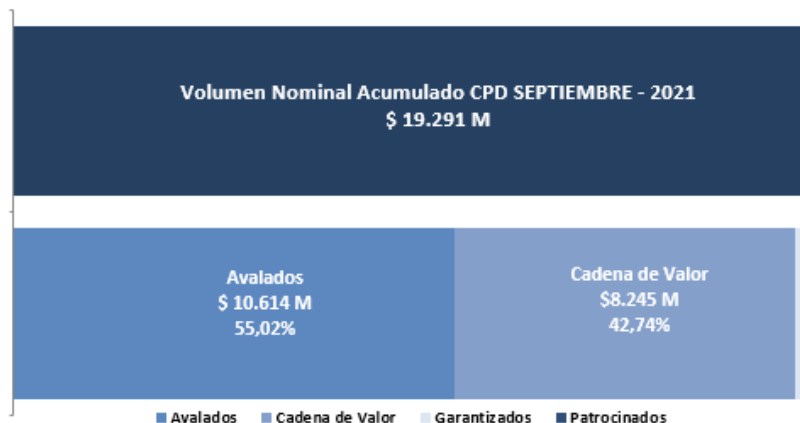 Volumen Nominal Acumulado CPD SEPTIEMBRE - 2021
$ 19.291 M
Avalados
$ 10.614 M
55,02%
Cadena de Valor
$8.245 M
42,74%
Avalados Cadena de Valor Garantizados Patrocinados